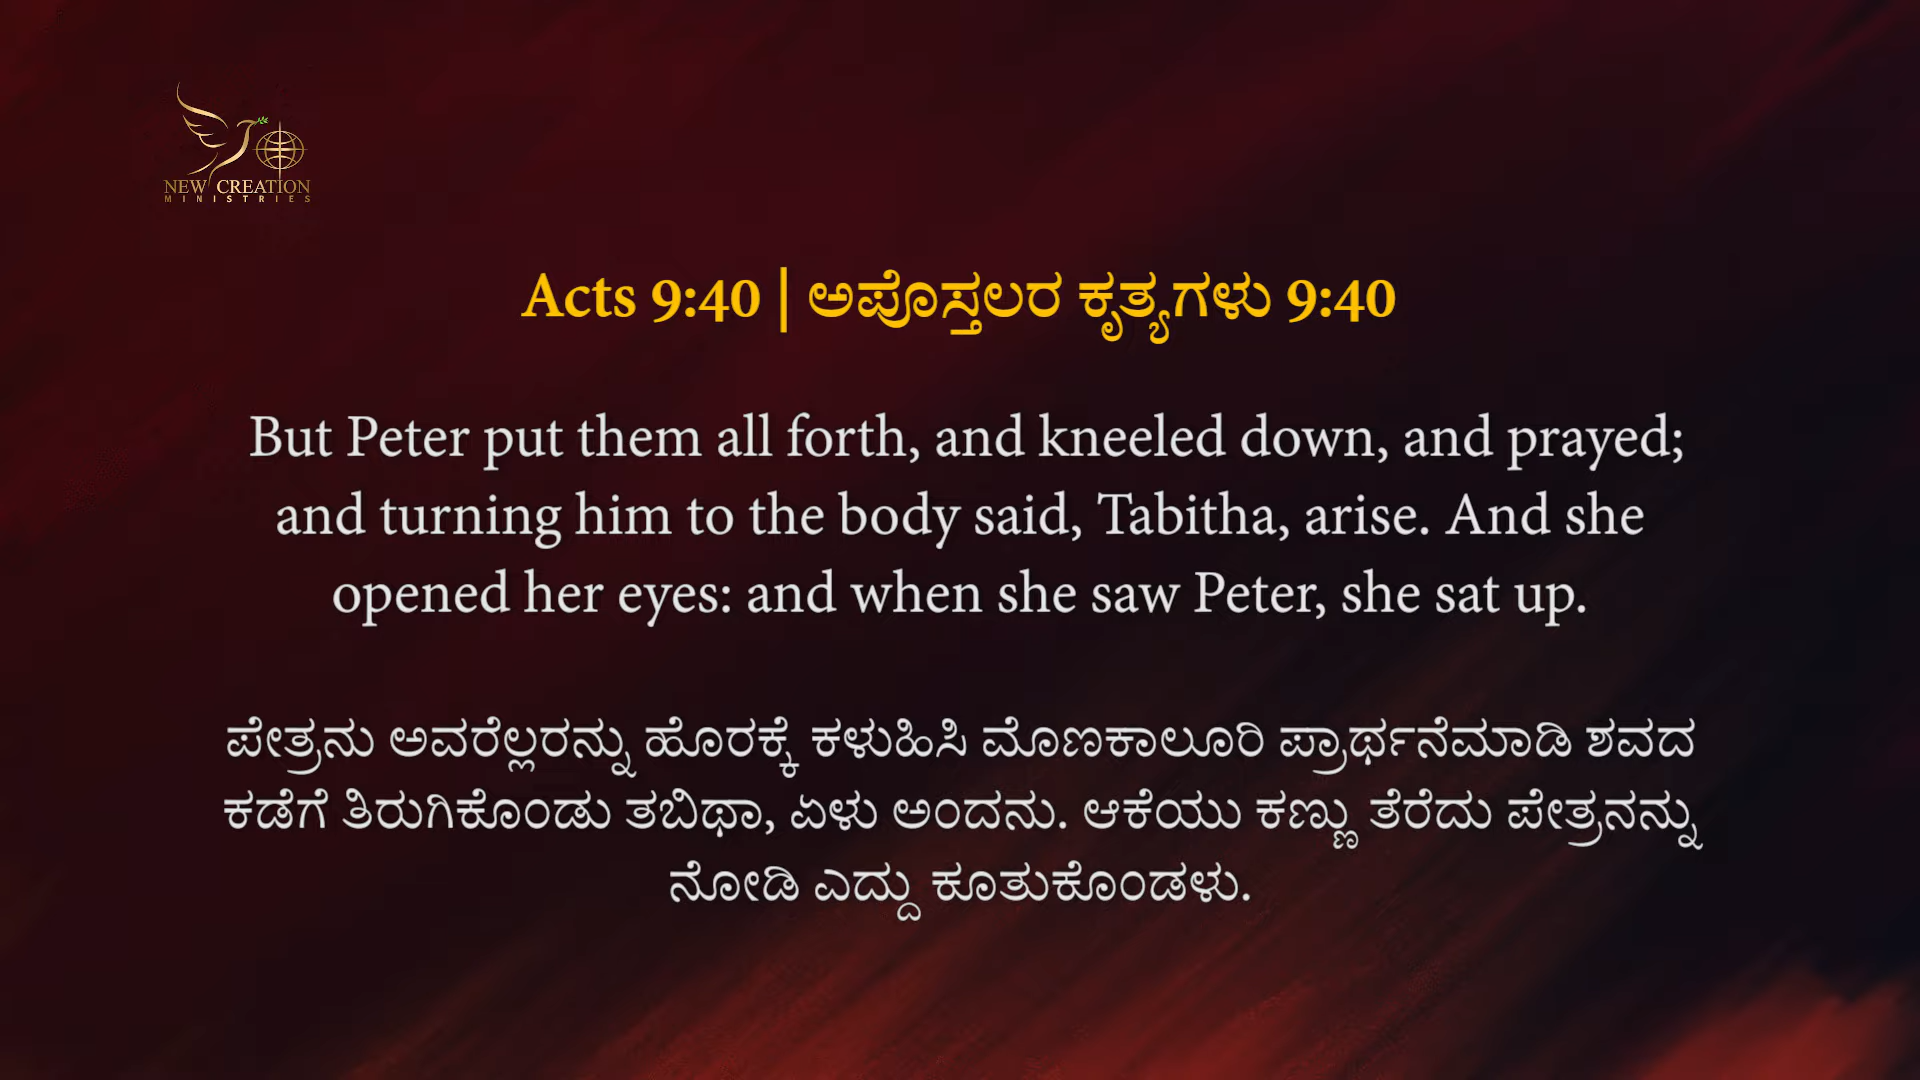 NEW CREATION
MINISTRIES
Acts 9:40 | ಅಪೊಸ್ತಲರ ಕೃತ್ಯಗಳು 9:40
But Peter put them all forth, and kneeled down, and prayed;
and turning him to the body said, Tabitha, arise. And she
opened her eyes: and when she saw Peter, she sat up.
ಪೇತ್ರನು ಅವರೆಲ್ಲರನ್ನು ಹೊರಕ್ಕೆ ಕಳುಹಿಸಿ ಮೊಣಕಾಲೂರಿ ಪ್ರಾರ್ಥನೆಮಾಡಿ ಶವದ
ಕಡೆಗೆ ತಿರುಗಿಕೊಂಡು ತಬಿಥಾ, ಏಳು ಅಂದನು. ಆಕೆಯು ಕಣ್ಣು ತೆರೆದು ಪೇತ್ರನನ್ನು
ನೋಡಿ ಎದ್ದು ಕೂತುಕೊಂಡಳು.